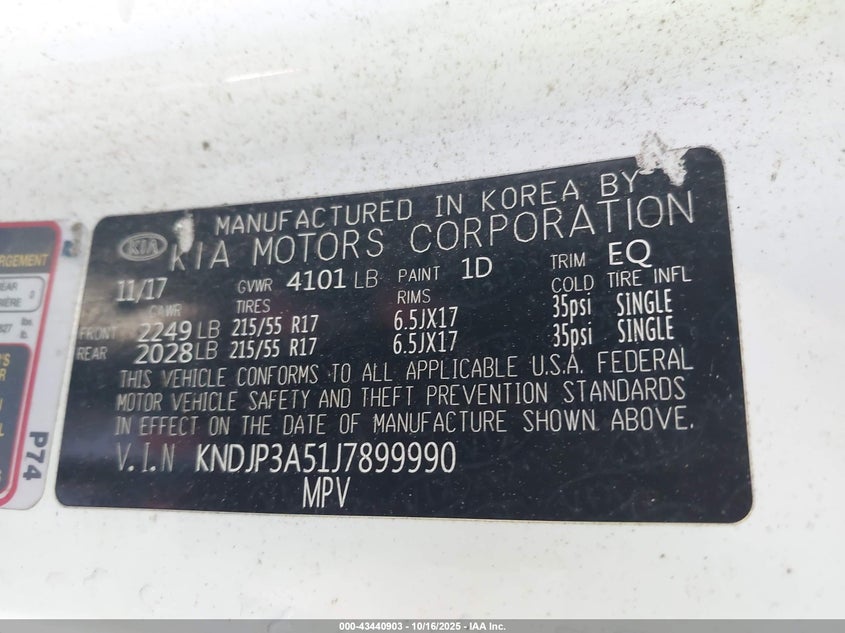 MANUFACTURED IN KOREA BY
KIA KIA MOTORS CORPORATION
11/17 GVWR 4101 LB PAINT 1D TRIM EQ
GAWR TIRES RIMS COLD TIRE INFL
FRONT 2249 LB 215/55 R17 6.5JX17 35psi SINGLE
REAR 2028 LB 215/55 R17 6.5JX17 35psi SINGLE
THIS VEHICLE CONFORMS TO ALL APPLICABLE U.S.A. FEDERAL
MOTOR VEHICLE SAFETY AND THEFT PREVENTION STANDARDS
IN EFFECT ON THE DATE OF MANUFACTURE SHOWN ABOVE.
V.I.N KNDJP3A51J7899990
MPV
P74
000-43440903 - 10/16/2025 - IAA Inc.